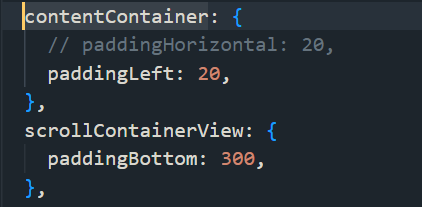 contentContainer: {
// paddingHorizontal: 20,
paddingLeft: 20,
},
scrollContainerView: {
paddingBottom: 300,
},